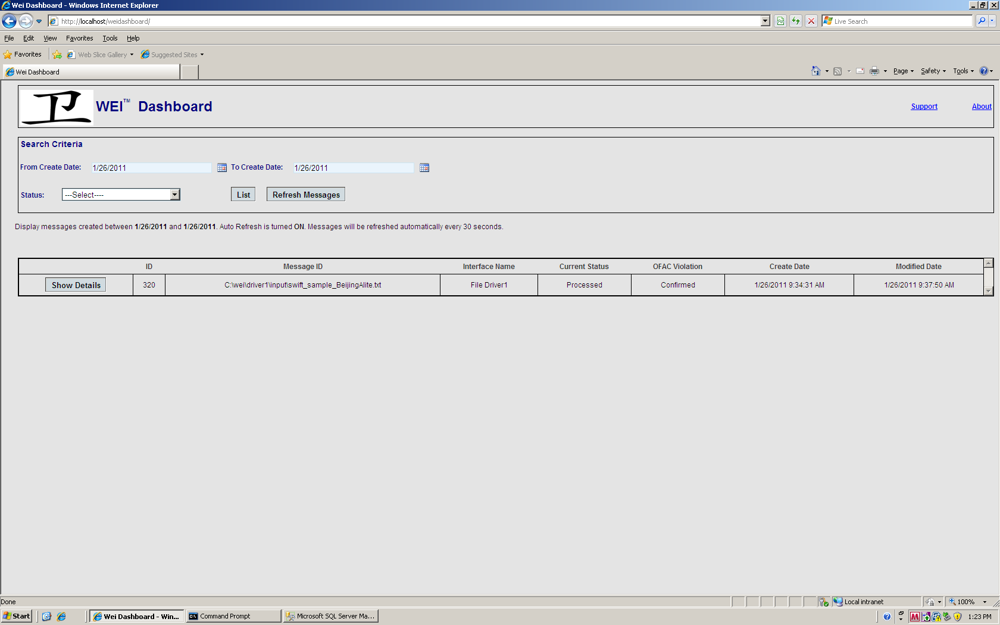 Wei Dashboard - Windows Internet Explorer
http://localhost/weidashboard/
Live Search
File Edit View Favorites Tools Help
Favorites Web Slice Gallery Suggested Sites
Wei Dashboard
Page Safety Tools
卫 WEI™ Dashboard
Support About
Search Criteria
From Create Date: 1/26/2011 To Create Date: 1/26/2011
Status: ---Select---- List Refresh Messages
Display messages created between 1/26/2011 and 1/26/2011. Auto Refresh is turned ON. Messages will be refreshed automatically every 30 seconds.
ID Message ID Interface Name Current Status OFAC Violation Create Date Modified Date
Show Details 320 C:\wei\driver1\input\swift_sample_BeijingAlite.txt File Driver1 Processed Confirmed 1/26/2011 9:34:31 AM 1/26/2011 9:37:50 AM
Done Local intranet 100%
Start Wei Dashboard - Win... Command Prompt Microsoft SQL Server Ma... 1:23 PM